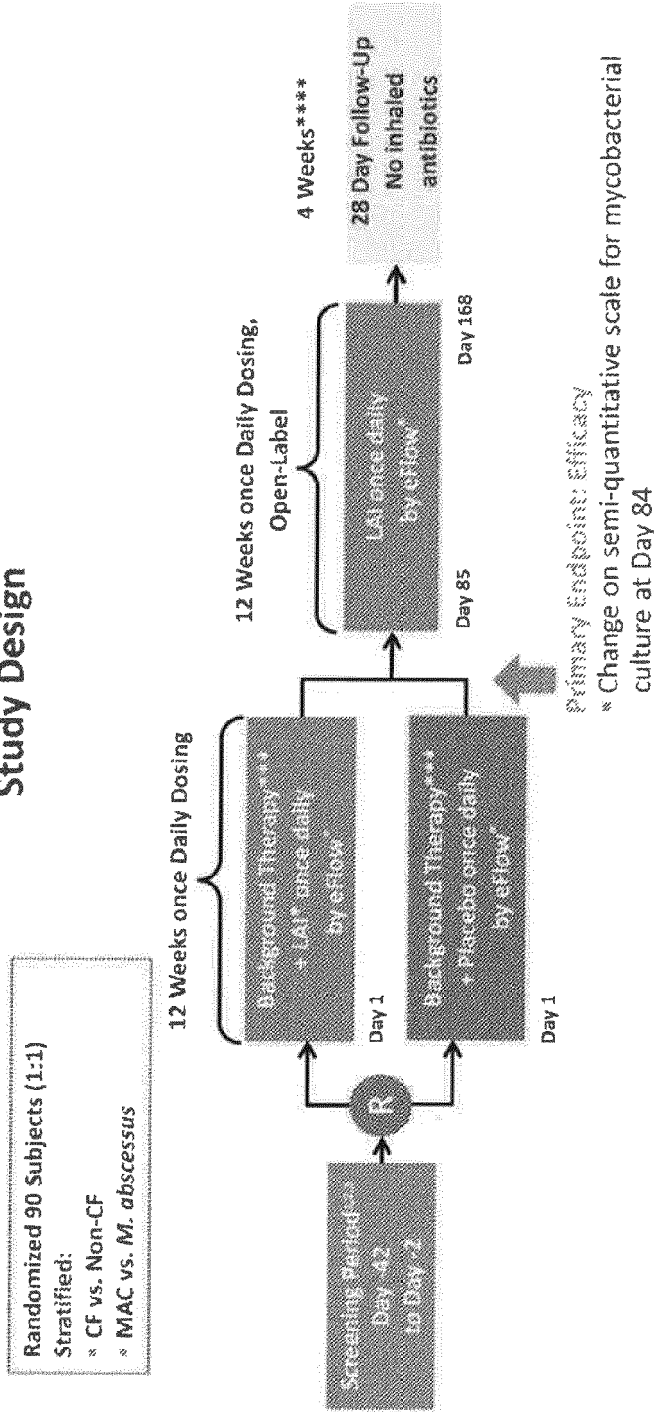 Study Design
Randomized 90 Subjects (1:1)
Stratified:
* CF vs. Non-CF
* MAC vs. M. abscessus
Screening Period
Day -42
to Day -2
R
12 Weeks once Daily Dosing
Background Therapy***
+ LAI* once daily
by eFlow
Day 1
Background Therapy***
+ Placebo once daily
by eFlow
Day 1
12 Weeks once Daily Dosing,
Open-Label
LAI once daily
by eFlow
Day 85
Day 168
4 Weeks****
28 Day Follow-Up
No inhaled
antibiotics
Primary Endpoint: Efficacy
* Change on semi-quantitative scale for mycobacterial
culture at Day 84